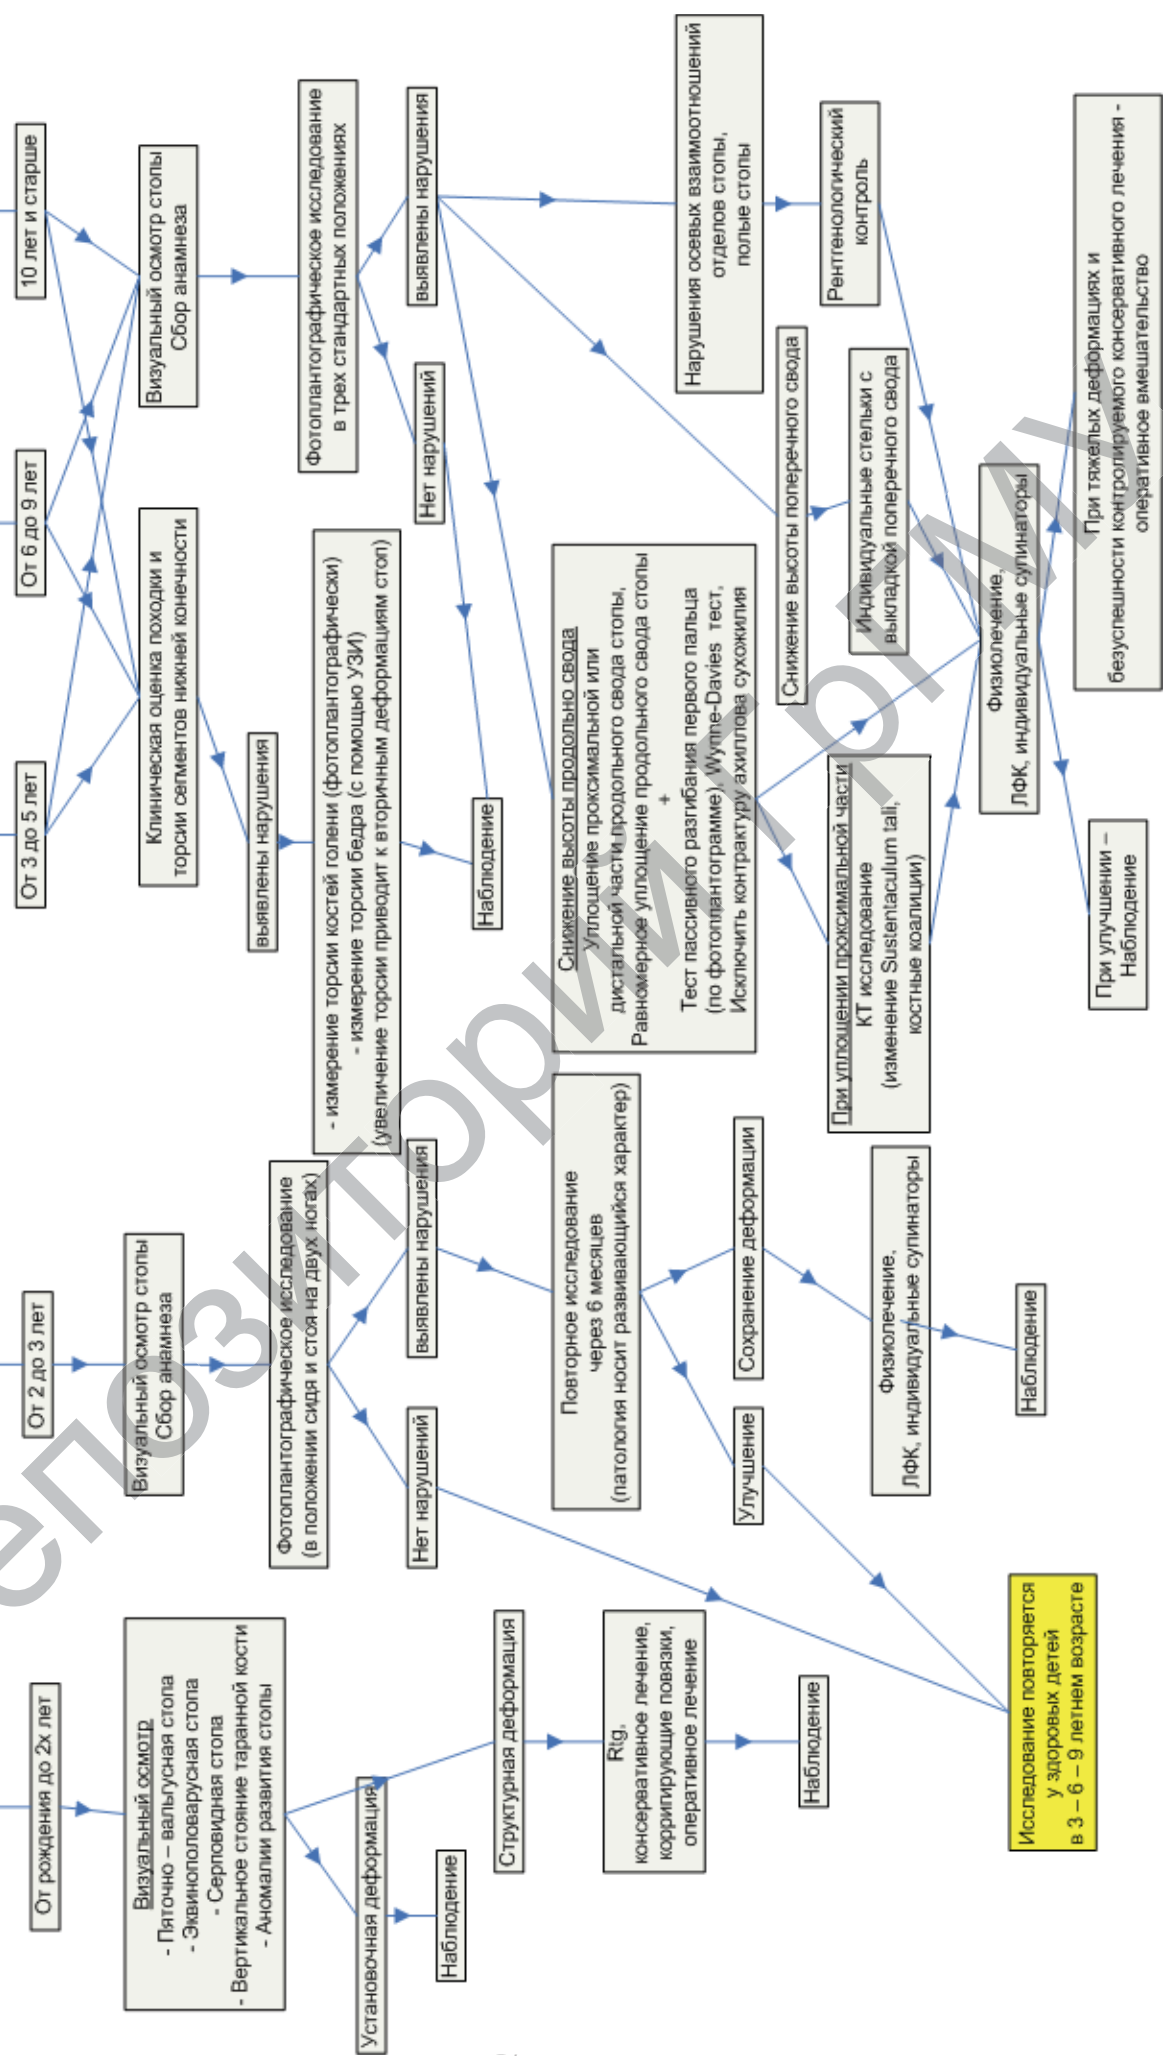 От рождения до 2х лет
От 2 до 3 лет
От 3 до 5 лет
От 6 до 9 лет
10 лет и старше
Визуальный осмотр
- Пяточно – вальгусная стопа
- Эквинополоварусная стопа
- Серповидная стопа
- Вертикальное стояние таранной кости
- Аномалии развития стопы
Установочная деформация
Наблюдение
Структурная деформация
Rtg,
консервативное лечение,
корригирующие повязки,
оперативное лечение
Наблюдение
Визуальный осмотр стопы
Сбор анамнеза
Фотоплантографическое исследование
(в положении сидя и стоя на двух ногах)
Нет нарушений
выявлены нарушения
Повторное исследование
через 6 месяцев
(патология носит развивающийся характер)
Улучшение
Сохранение деформации
Физиолечение,
ЛФК, индивидуальные супинаторы
Наблюдение
Исследование повторяется
у здоровых детей
в 3 – 6 – 9 летнем возрасте
Клиническая оценка походки и
торсии сегментов нижней конечности
выявлены нарушения
- измерение торсии костей голени (фотоплантографически)
- измерение торсии бедра (с помощью УЗИ)
(увеличение торсии приводит к вторичным деформациям стоп)
Наблюдение
Визуальный осмотр стопы
Сбор анамнеза
Фотоплантографическое исследование
в трех стандартных положениях
Нет нарушений
выявлены нарушения
Снижение высоты продольно свода
Уплощение проксимальной или
дистальной части продольного свода стопы,
Равномерное уплощение продольного свода стопы
+
Тест пассивного разгибания первого пальца
(по фотоплантограмме), Wynne-Davies тест,
Исключить контрактуру ахиллова сухожилия
При уплощении проксимальной части
КТ исследование
(изменение Sustentaculum tali,
костные коалиции)
Снижение высоты поперечного свода
Индивидуальные стельки с
выкладкой поперечного свода
Нарушения осевых взаимоотношений
отделов стопы,
полые стопы
Рентгенологический
контроль
Физиолечение,
ЛФК, индивидуальные супинаторы
При улучшении –
Наблюдение
При тяжелых деформациях и
безуспешности контролируемого консервативного лечения -
оперативное вмешательство
епозиторий ГрГМУ